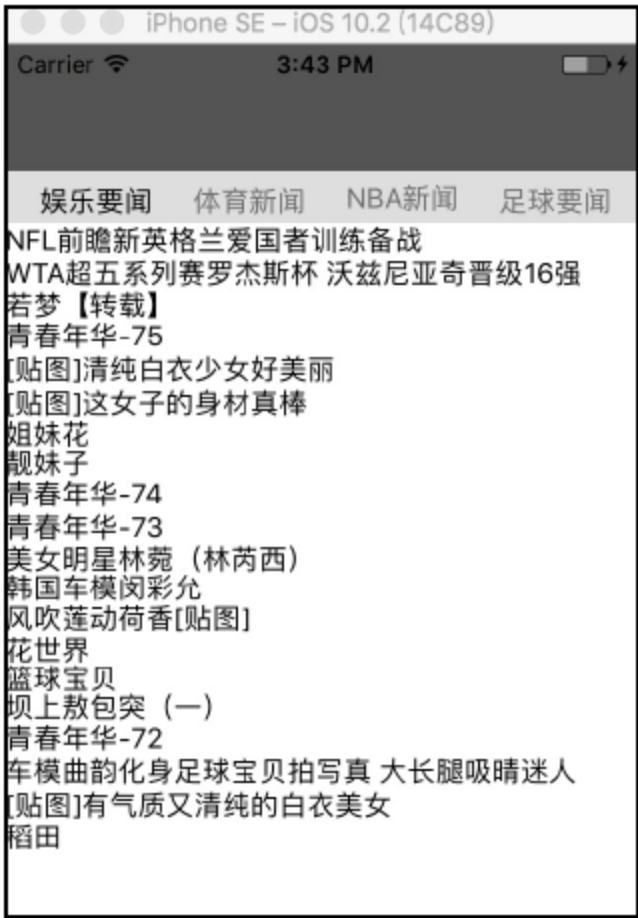 iPhone SE – iOS 10.2 (14C89)
Carrier 3:43 PM
娱乐要闻 体育新闻 NBA新闻 足球要闻
NFL前瞻新英格兰爱国者训练备战
WTA超五系列赛罗杰斯杯 沃兹尼亚奇晋级16强
若梦【转载】
青春年华-75
[贴图]清纯白衣少女好美丽
[贴图]这女子的身材真棒
姐妹花
靓妹子
青春年华-74
青春年华-73
美女明星林菀（林芮西）
韩国车模闵彩允
风吹莲动荷香[贴图]
花世界
篮球宝贝
坝上敖包突（一）
青春年华-72
车模曲韵化身足球宝贝拍写真 大长腿吸睛迷人
[贴图]有气质又清纯的白衣美女
稻田